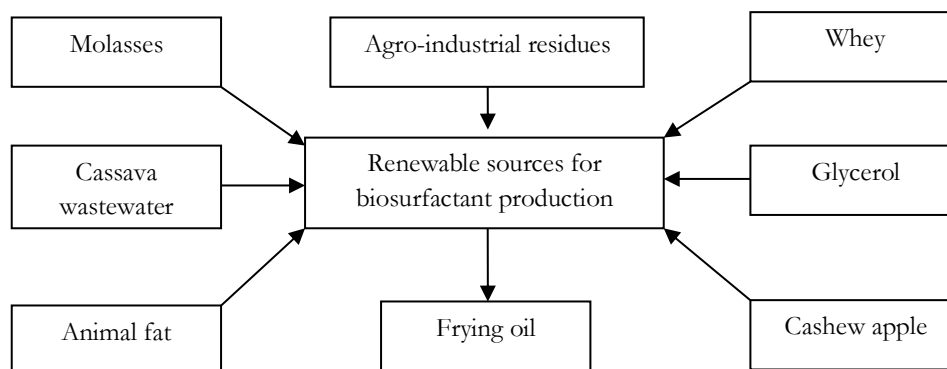 Molasses
Agro-industrial residues
Whey
Cassava
wastewater
Renewable sources for
biosurfactant production
Glycerol
Animal fat
Frying oil
Cashew apple